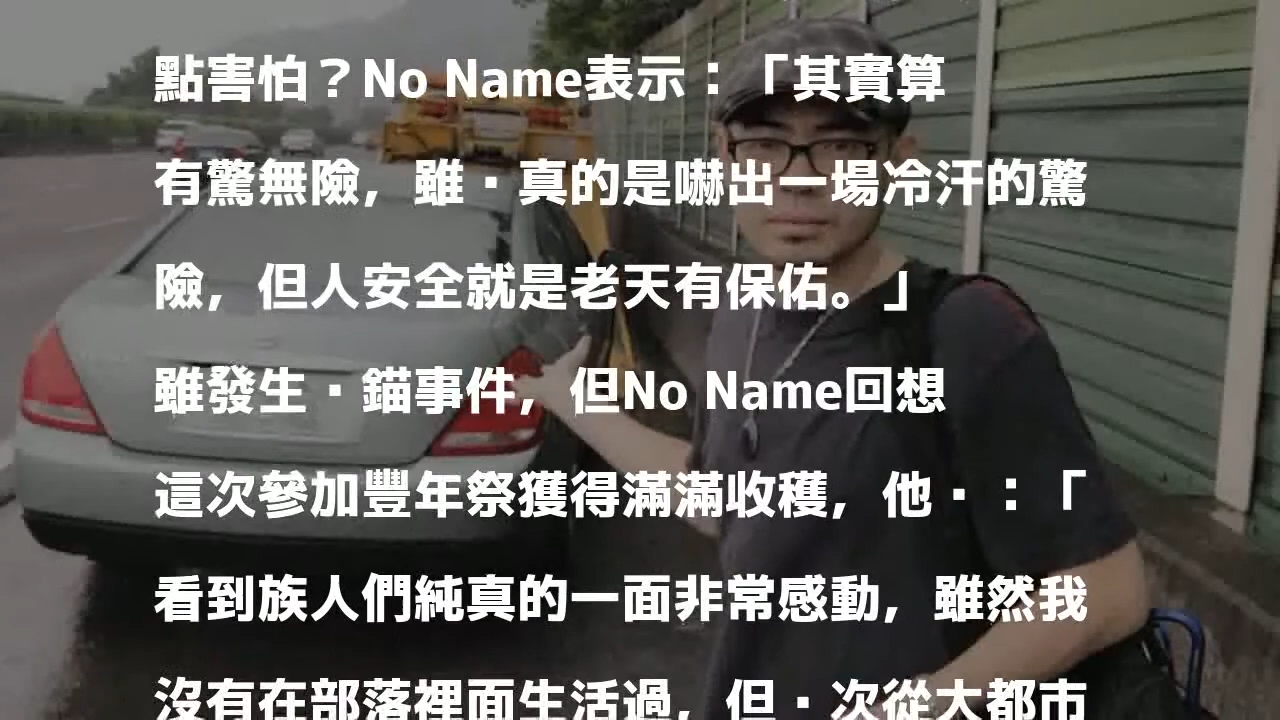 點害怕？No Name表示：「其實算
有驚無險，雖▪真的是嚇出一場冷汗的驚
險，但人安全就是老天有保佑。」
雖發生▪錨事件，但No Name回想
這次參加豐年祭獲得滿滿收穫，他▪：「
看到族人們純真的一面非常感動，雖然我
沒有在部落裡面生活過，但▪次從大都市